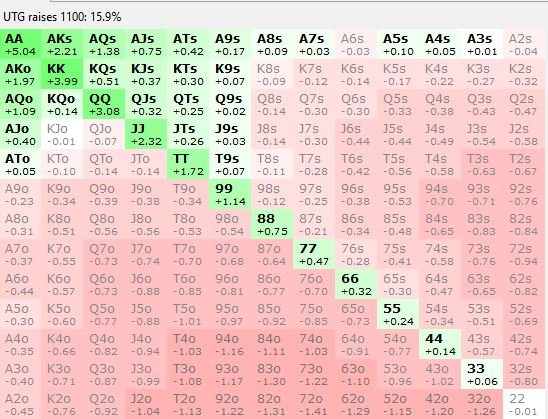 UTG raises 1100: 15.9%
AA AKs AQs AJs ATs A9s A8s A7s A6s A5s A4s A3s A2s
+5.04 +2.21 +1.38 +0.75 +0.42 +0.17 +0.09 +0.03 -0.03 +0.10 +0.05 +0.01 -0.04
AKo KK KQs KJs KTs K9s K8s K7s K6s K5s K4s K3s K2s
+1.97 +3.99 +0.51 +0.37 +0.30 +0.07 -0.09 -0.12 -0.14 -0.17 -0.22 -0.27 -0.32
AQo KQo QQ QJs QTs Q9s Q8s Q7s Q6s Q5s Q4s Q3s Q2s
+1.09 +0.14 +3.08 +0.32 +0.25 +0.02 -0.14 -0.30 -0.30 -0.33 -0.38 -0.43 -0.47
AJo KJo QJo JJ JTs J9s J8s J7s J6s J5s J4s J3s J2s
+0.40 -0.01 -0.07 +2.32 +0.26 +0.03 -0.14 -0.30 -0.44 -0.44 -0.49 -0.54 -0.58
ATo KTo QTo JTo TT T9s T8s T7s T6s T5s T4s T3s T2s
+0.05 -0.10 -0.14 -0.14 +1.72 +0.07 -0.11 -0.28 -0.42 -0.56 -0.58 -0.63 -0.67
A9o K9o Q9o J9o T9o 99 98s 97s 96s 95s 94s 93s 92s
-0.23 -0.34 -0.39 -0.38 -0.34 +1.14 -0.12 -0.25 -0.38 -0.53 -0.70 -0.71 -0.76
A8o K8o Q8o J8o T8o 98o 88 87s 86s 85s 84s 83s 82s
-0.31 -0.51 -0.56 -0.56 -0.53 -0.54 +0.75 -0.21 -0.34 -0.48 -0.65 -0.83 -0.84
A7o K7o Q7o J7o T7o 97o 87o 77 76s 75s 74s 73s 72s
-0.37 -0.55 -0.73 -0.74 -0.70 -0.68 -0.64 +0.47 -0.28 -0.41 -0.58 -0.76 -0.94
A6o K6o Q6o J6o T6o 96o 86o 76o 66 65s 64s 63s 62s
-0.44 -0.57 -0.73 -0.88 -0.85 -0.81 -0.77 -0.70 +0.32 -0.30 -0.47 -0.65 -0.82
A5o K5o Q5o J5o T5o 95o 85o 75o 65o 55 54s 53s 52s
-0.30 -0.60 -0.77 -0.88 -1.01 -0.97 -0.92 -0.85 -0.73 +0.24 -0.34 -0.51 -0.69
A4o K4o Q4o J4o T4o 94o 84o 74o 64o 54o 44 43s 42s
-0.35 -0.66 -0.82 -0.94 -1.03 -1.16 -1.11 -1.03 -0.91 -0.77 +0.14 -0.57 -0.74
A3o K3o Q3o J3o T3o 93o 83o 73o 63o 53o 43o 33 32s
-0.40 -0.71 -0.87 -0.99 -1.08 -1.17 -1.30 -1.22 -1.10 -0.96 -1.02 +0.06 -0.80
A2o K2o Q2o J2o T2o 92o 82o 72o 62o 52o 42o 32o 22
-0.45 -0.76 -0.92 -1.04 -1.13 -1.22 -1.31 -1.41 -1.29 -1.15 -1.20 -1.26 -0.01